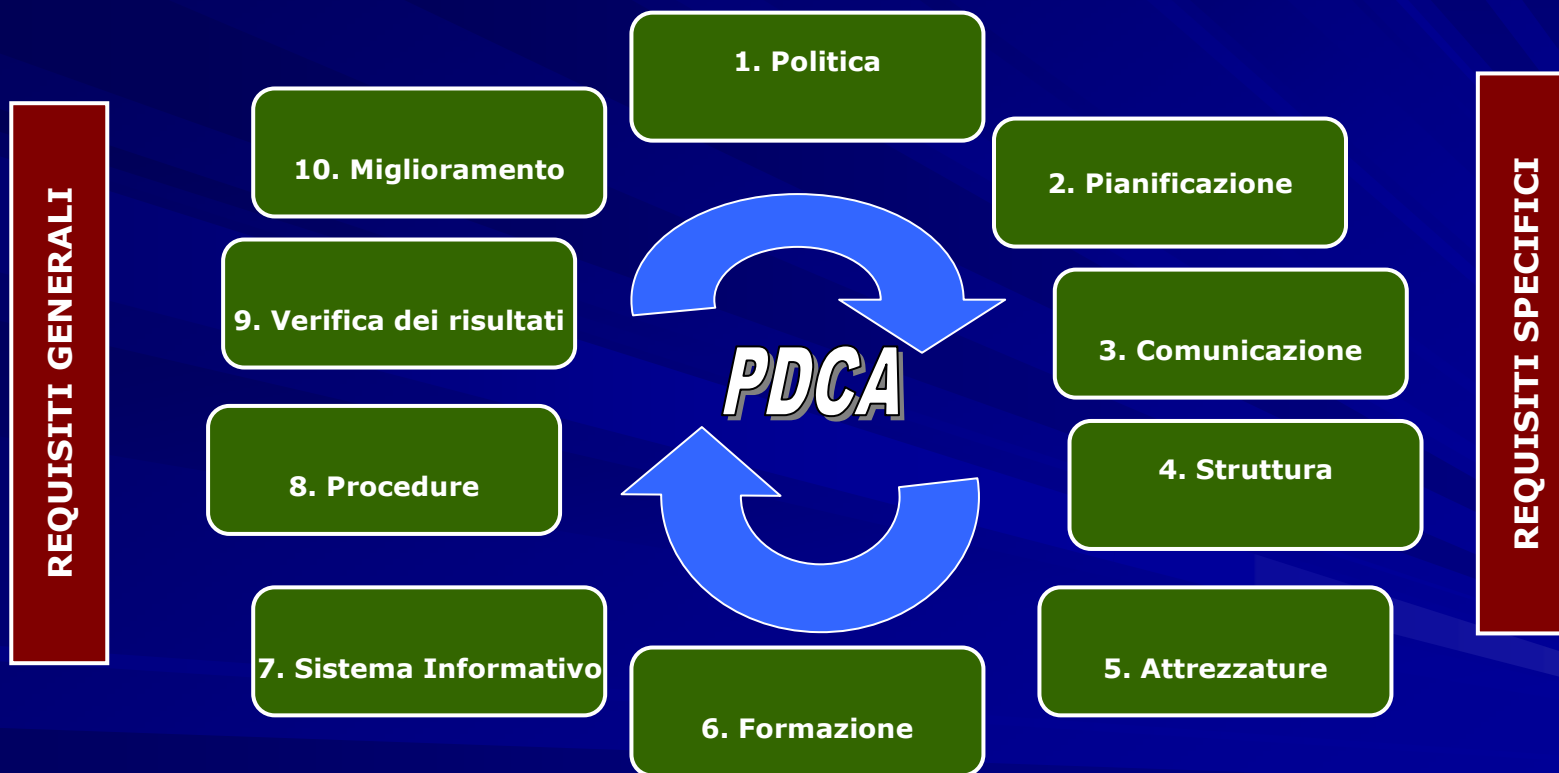 1. Politica
2. Pianificazione
3. Comunicazione
4. Struttura
5. Attrezzature
6. Formazione
7. Sistema Informativo
8. Procedure
9. Verifica dei risultati
10. Miglioramento
PDCA
REQUISITI GENERALI
REQUISITI SPECIFICI